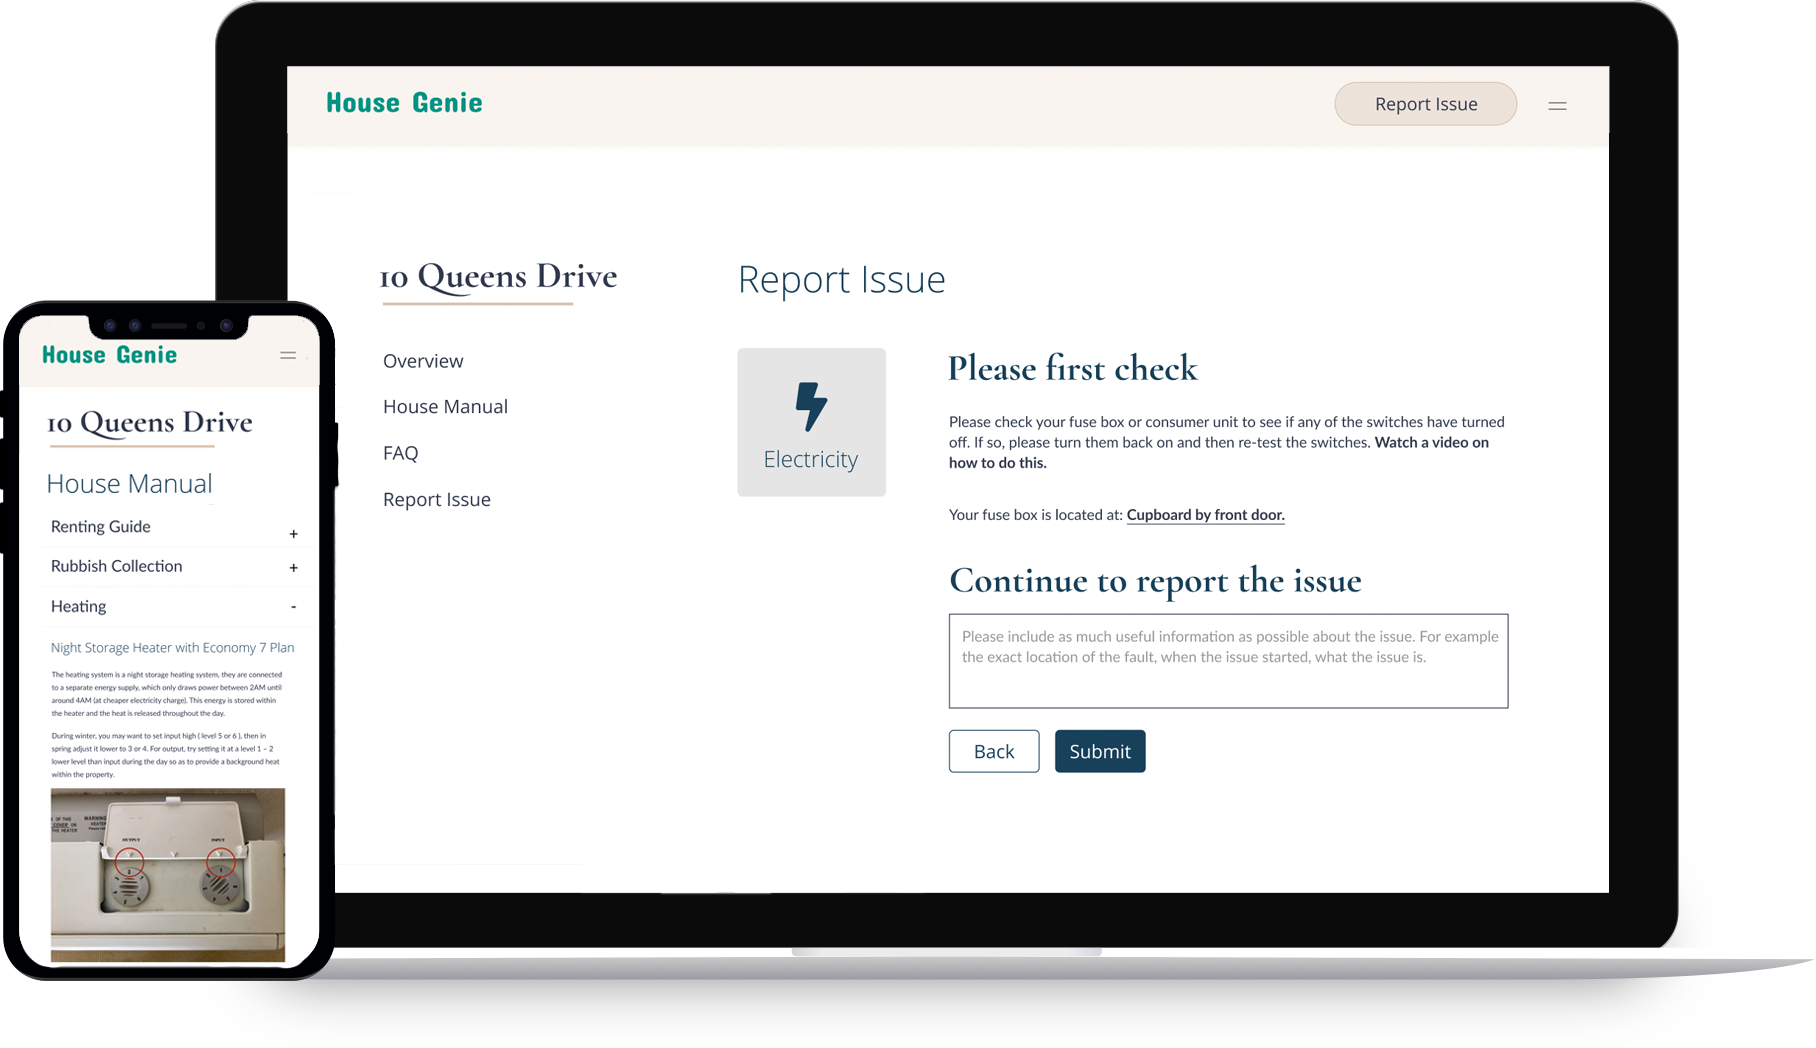 House Genie
Report Issue
10 Queens Drive
Overview
House Manual
FAQ
Report Issue
Report Issue
Electricity
Please first check
Please check your fuse box or consumer unit to see if any of the switches have turned
off. If so, please turn them back on and then re-test the switches. Watch a video on
how to do this.
Your fuse box is located at: Cupboard by front door.
Continue to report the issue
Please include as much useful information as possible about the issue. For example
the exact location of the fault, when the issue started, what the issue is.
Back
Submit
House Genie
10 Queens Drive
House Manual
Renting Guide +
Rubbish Collection +
Heating -
Night Storage Heater with Economy 7 Plan
The heating system is a night storage heating system, they are connected
to a separate energy supply, which only draws power between 2AM until
around 4AM (at cheaper electricity charge). This energy is stored within
the heater and the heat is released throughout the day.
During winter, you may want to set input high ( level 5 or 6 ), then in
spring adjust it lower to 3 or 4. For output, try setting it at a level 1 – 2
lower level than input during the day so as to provide a background heat
within the property.
OF THIS
COVER ON
THE HEATER
WARNING
HEATER
OUTPUT
INPUT
2
1